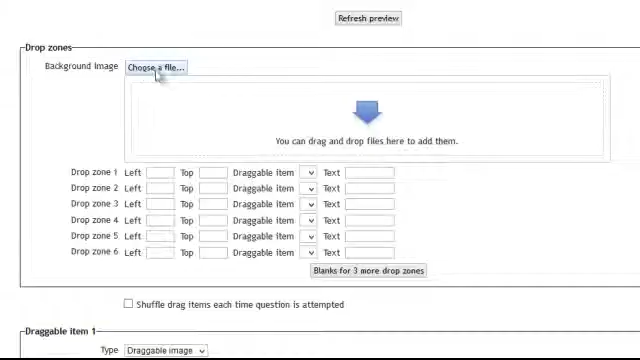 Refresh preview
Drop zones
Background image Choose a file...
You can drag and drop files here to add them.
Drop zone 1 Left Top Draggable item Text
Drop zone 2 Left Top Draggable item Text
Drop zone 3 Left Top Draggable item Text
Drop zone 4 Left Top Draggable item Text
Drop zone 5 Left Top Draggable item Text
Drop zone 6 Left Top Draggable item Text
Blanks for 3 more drop zones
Shuffle drag items each time question is attempted
Draggable item 1
Type Draggable image